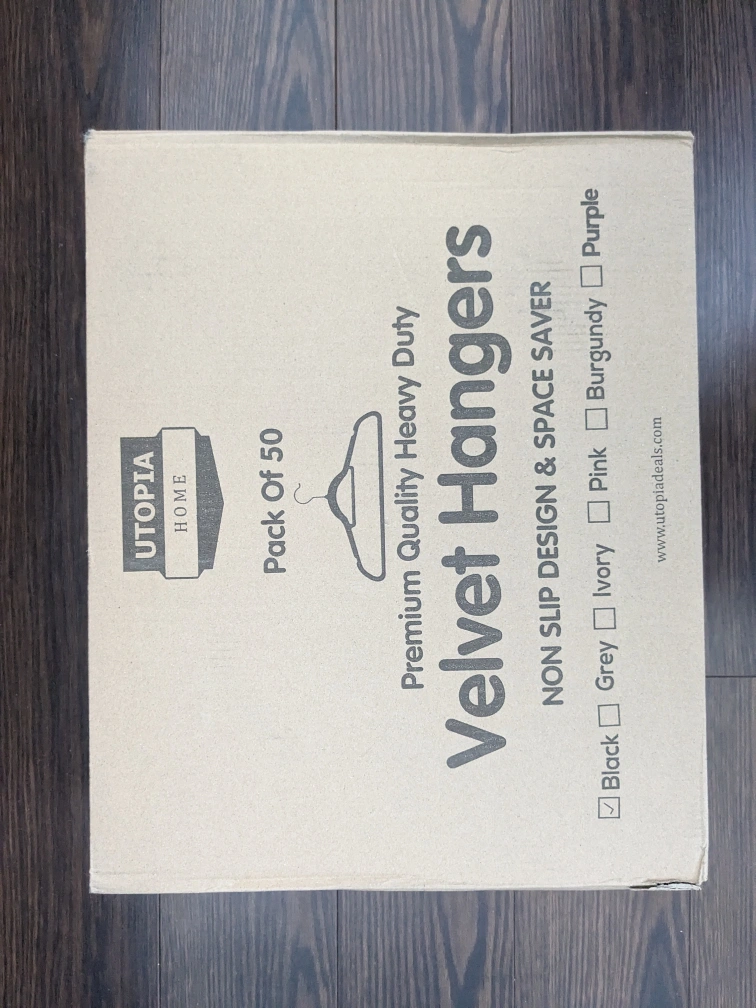 UTOPIA
HOME
Pack Of 50
Premium Quality Heavy Duty
Velvet Hangers
NON SLIP DESIGN & SPACE SAVER
☑ Black ☐ Grey ☐ Ivory ☐ Pink ☐ Burgundy ☐ Purple
www.utopiadeals.com